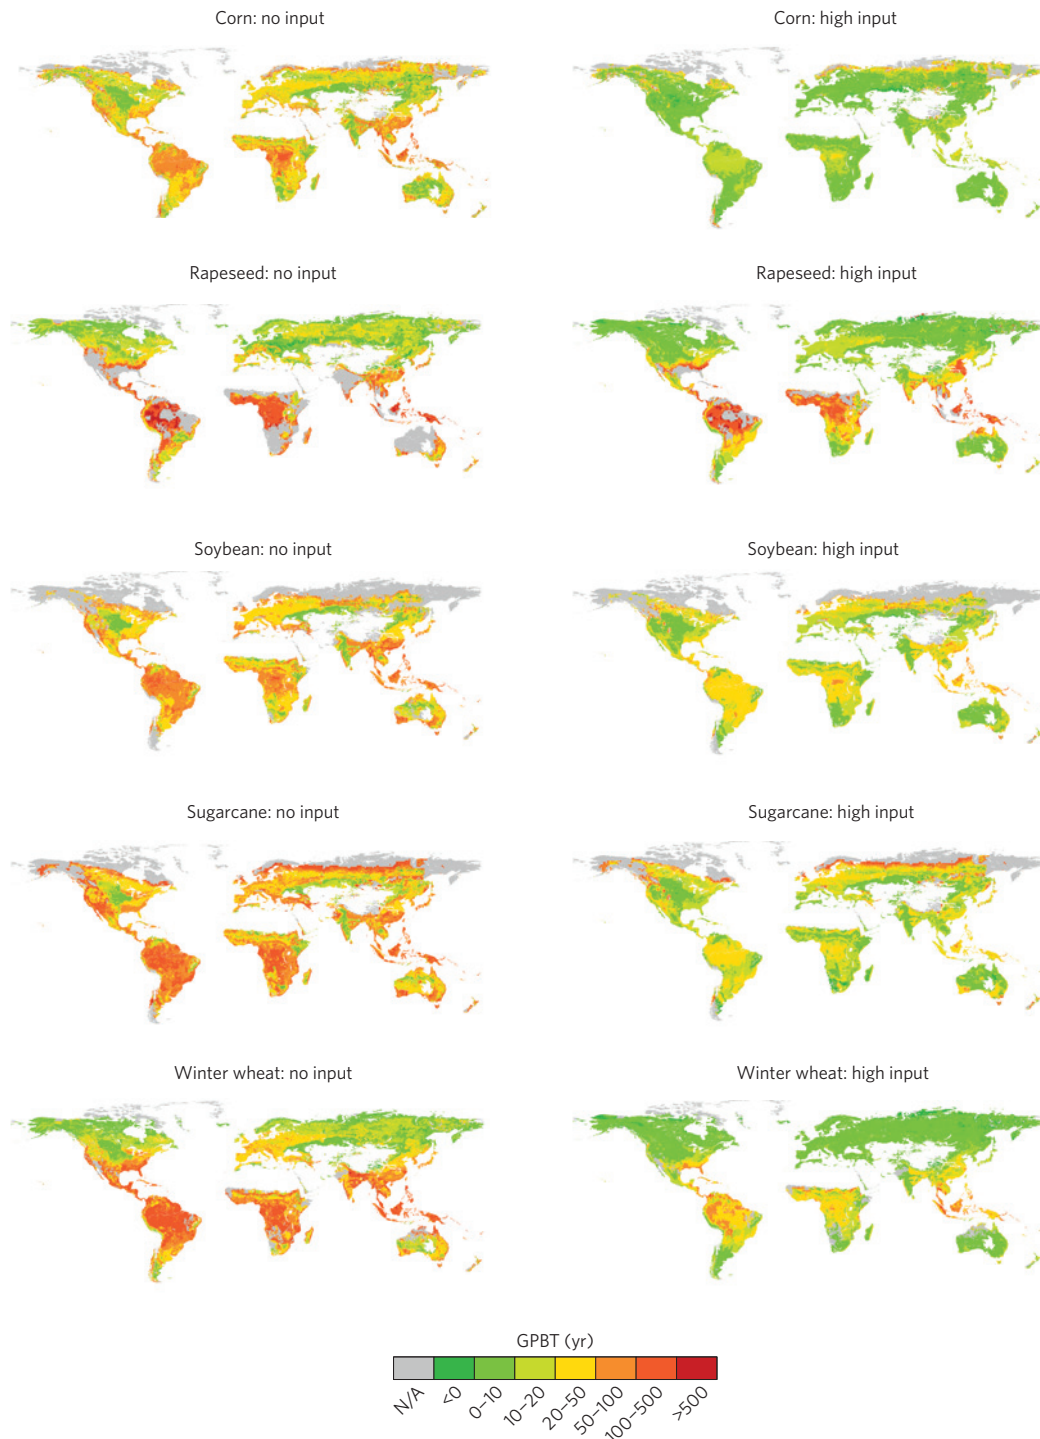 Corn: no input
Corn: high input
Rapeseed: no input
Rapeseed: high input
Soybean: no input
Soybean: high input
Sugarcane: no input
Sugarcane: high input
Winter wheat: no input
Winter wheat: high input
GPBT (yr)
N/A
<0
0–10
10–20
20–50
50–100
100–500
>500